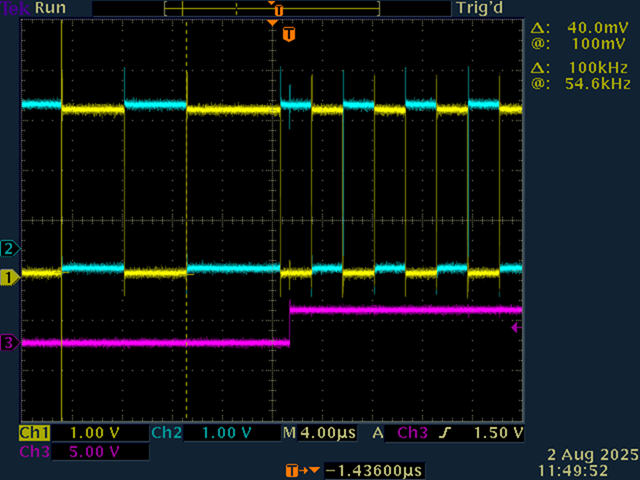 Tek Run Trig'd
T
T
Δ: 40.0mV
@: 100mV
Δ: 100kHz
@: 54.6kHz
2
1
3
Ch1 1.00 V Ch2 1.00 V M 4.00µs A Ch3 1.50 V
Ch3 5.00 V
T −1.43600µs
2 Aug 2025
11:49:52